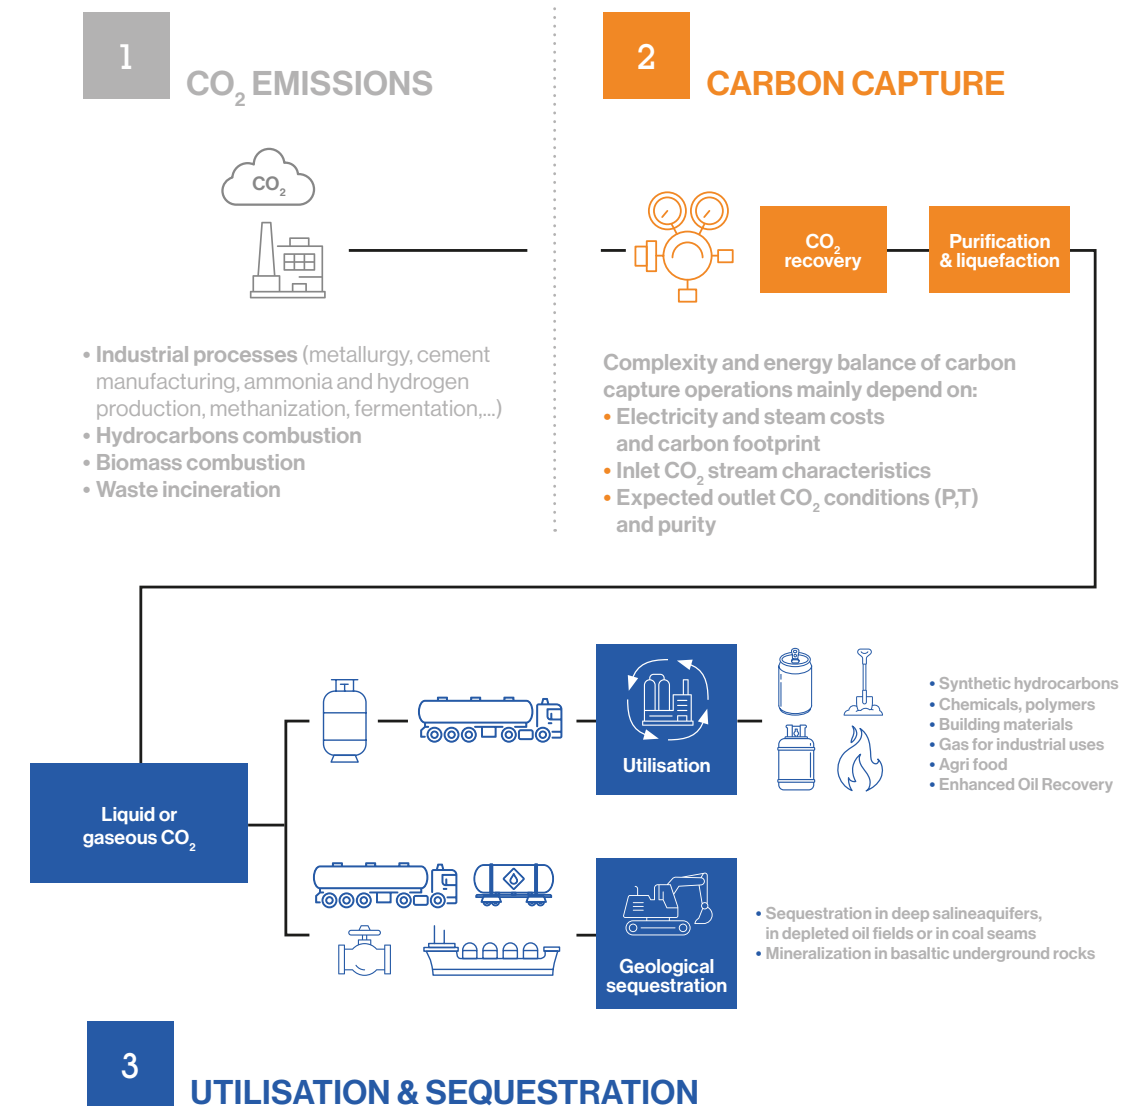 1
CO₂ EMISSIONS
CO₂
• Industrial processes (metallurgy, cement
manufacturing, ammonia and hydrogen
production, methanization, fermentation,...)
• Hydrocarbons combustion
• Biomass combustion
• Waste incineration
2
CARBON CAPTURE
CO₂
recovery
Purification
& liquefaction
Complexity and energy balance of carbon
capture operations mainly depend on:
• Electricity and steam costs
and carbon footprint
• Inlet CO₂ stream characteristics
• Expected outlet CO₂ conditions (P,T)
and purity
Liquid or
gaseous CO₂
Utilisation
• Synthetic hydrocarbons
• Chemicals, polymers
• Building materials
• Gas for industrial uses
• Agri food
• Enhanced Oil Recovery
Geological
sequestration
• Sequestration in deep salineaquifers,
in depleted oil fields or in coal seams
• Mineralization in basaltic underground rocks
3
UTILISATION & SEQUESTRATION